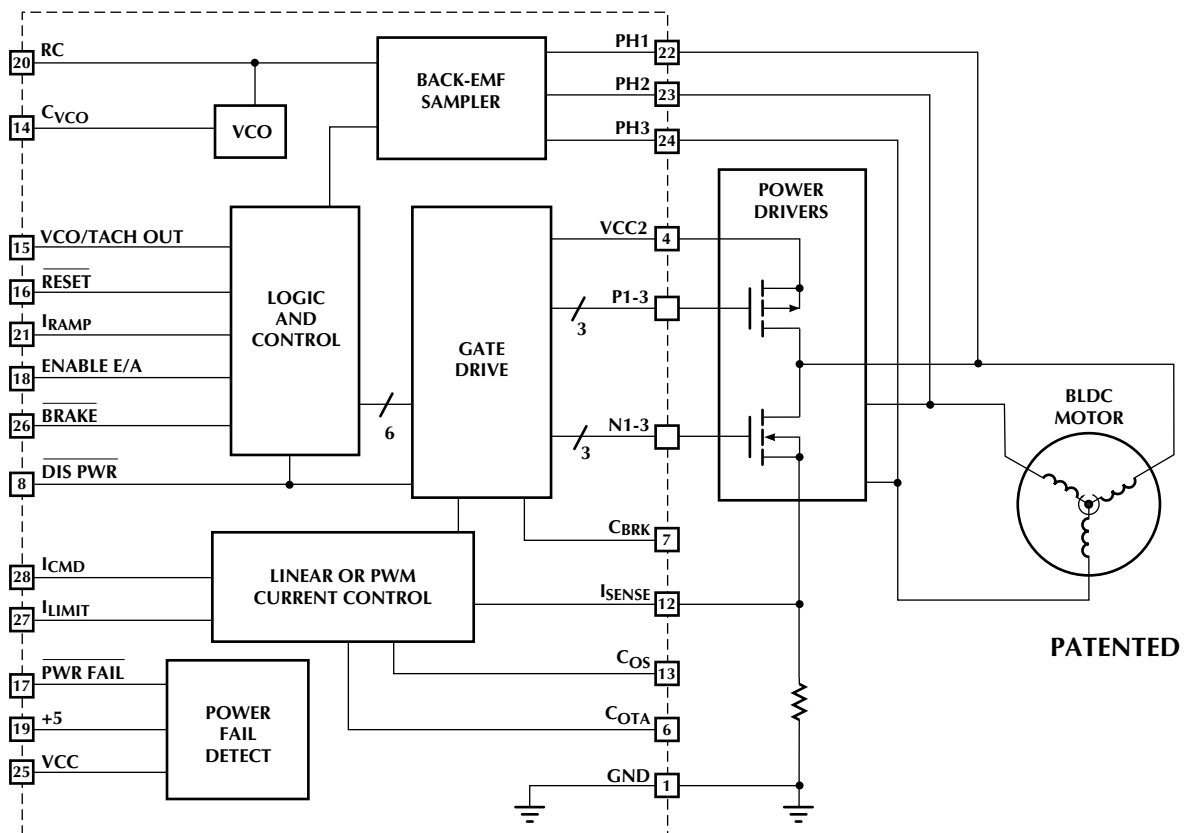 20 RC
14 CVCO
VCO
BACK-EMF
SAMPLER
PH1 22
PH2 23
PH3 24
15 VCO/TACH OUT
16 RESET
21 IRAMP
18 ENABLE E/A
26 BRAKE
8 DIS PWR
LOGIC
AND
CONTROL
6
GATE
DRIVE
VCC2 4
P1-3
3
N1-3
3
CBRK 7
POWER
DRIVERS
BLDC
MOTOR
28 ICMD
27 ILIMIT
LINEAR OR PWM
CURRENT CONTROL
ISENSE 12
COS 13
COTA 6
GND 1
17 PWR FAIL
19 +5
25 VCC
POWER
FAIL
DETECT
PATENTED